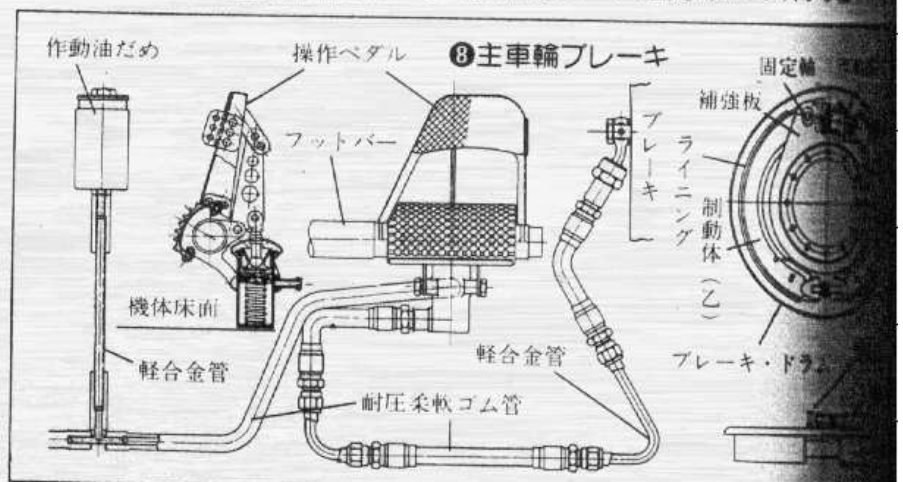 作動油だめ
操作ペダル
❽主車輪ブレーキ
固定軸
補強板
フットバー
ブレーキ
ライニング
制動体(乙)
機体床面
軽合金管
軽合金管
ブレーキ・ドラム
耐圧柔軟ゴム管